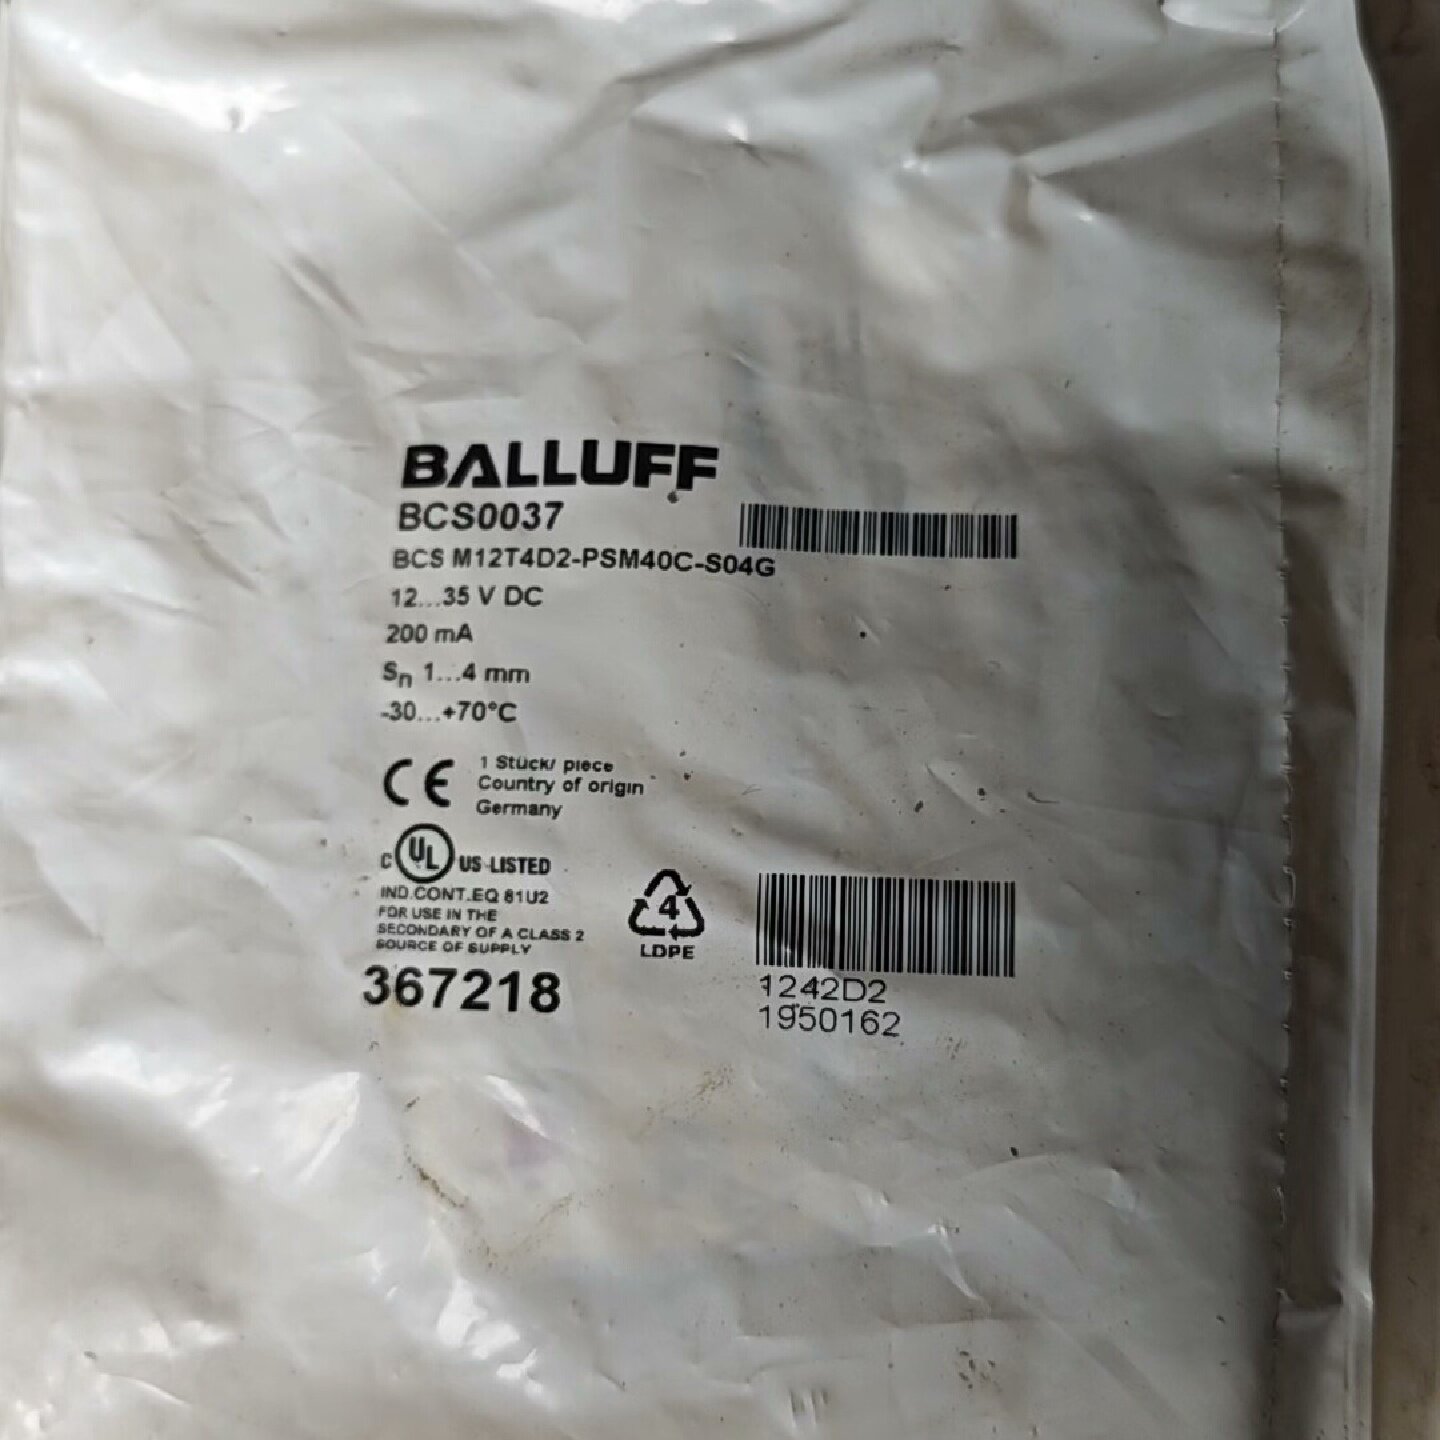 BALLUFF
BCS0037
BCS M12T4D2-PSM40C-S04G
12...35 V DC
200 mA
Sn 1...4 mm
-30...+70°C
CE
1 Stück/ piece
Country of origin
Germany
C UL US LISTED
IND.CONT.EQ 81U2
FOR USE IN THE
SECONDARY OF A CLASS 2
SOURCE OF SUPPLY
4
LDPE
367218
1242D2
1950162